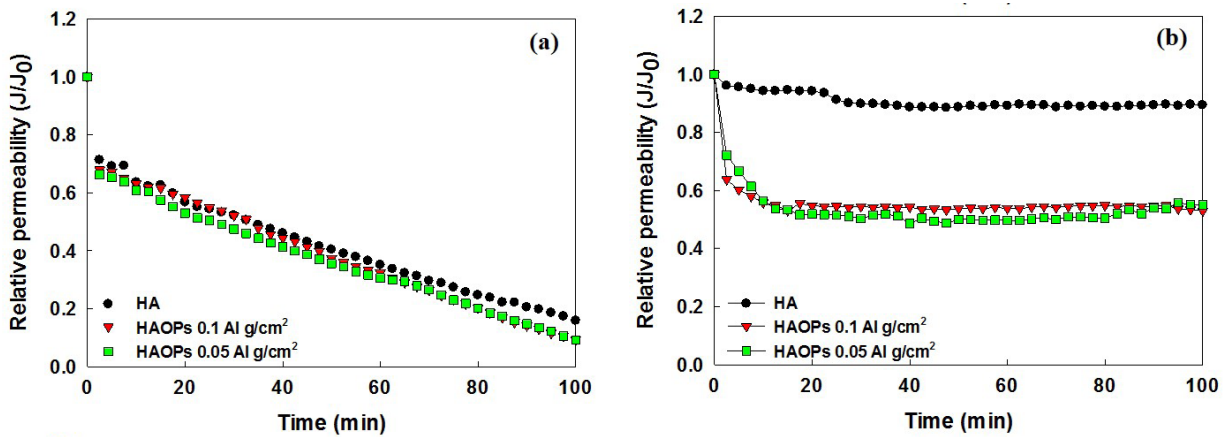 (a)
Relative permeability (J/J0)
1.2
1.0
0.8
0.6
0.4
0.2
0.0
HA
HAOPs 0.1 Al g/cm²
HAOPs 0.05 Al g/cm²
0 20 40 60 80 100
Time (min)
(b)
Relative permeability (J/J0)
1.2
1.0
0.8
0.6
0.4
0.2
0.0
HA
HAOPs 0.1 Al g/cm²
HAOPs 0.05 Al g/cm²
0 20 40 60 80 100
Time (min)